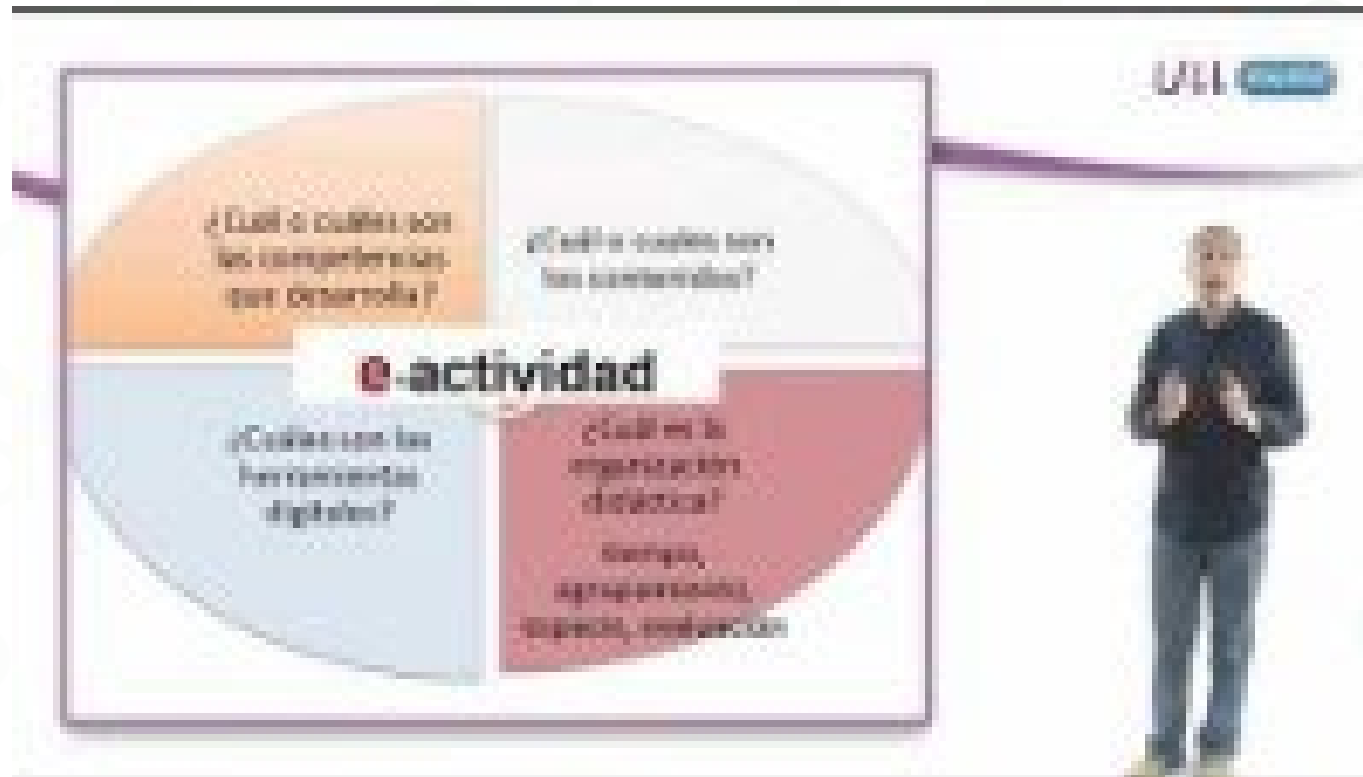 ¿Cuál o cuáles son
las competencias
que desarrolla?
¿Cuál o cuáles son
los contenidos?
e-actividad
¿Cuáles son las
herramientas
digitales?
¿Cuál es la
organización
didáctica?
tiempo,
agrupamiento,
espacio, evaluación